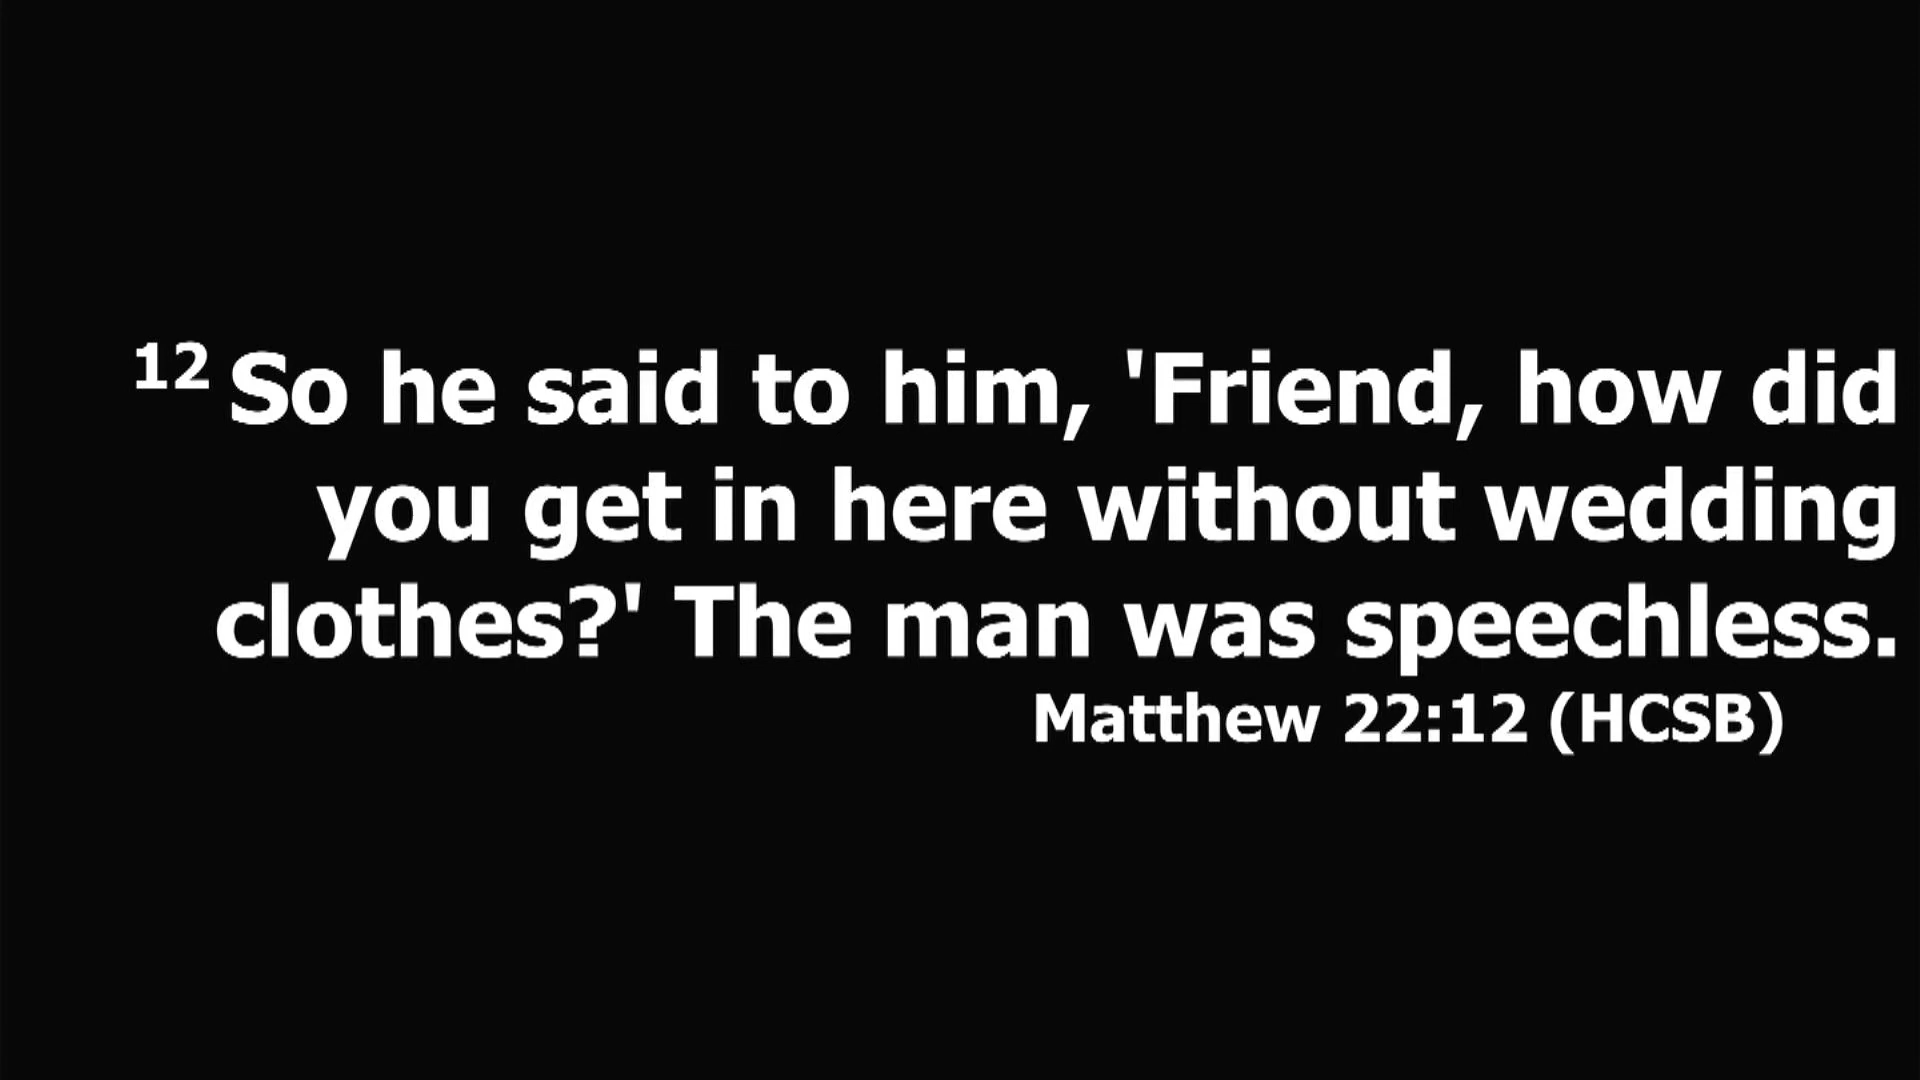 12 So he said to him, 'Friend, how did
you get in here without wedding
clothes?' The man was speechless.
Matthew 22:12 (HCSB)